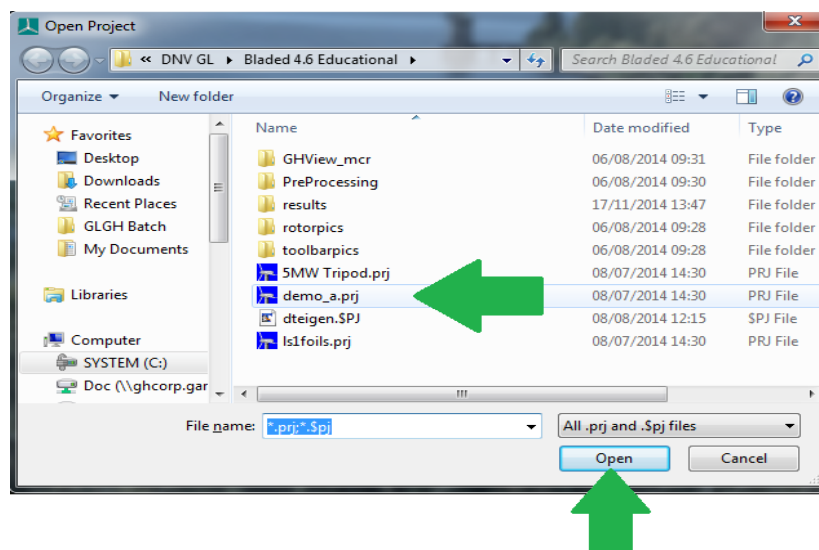 Open Project
« DNV GL ▸ Bladed 4.6 Educational ▸ Search Bladed 4.6 Educational
Organize New folder
Name Date modified Type
Favorites
Desktop
Downloads
Recent Places
GLGH Batch
My Documents
Libraries
Computer
SYSTEM (C:)
Doc (\\ghcorp.gar
GHView_mcr 06/08/2014 09:31 File folder
PreProcessing 06/08/2014 09:30 File folder
results 17/11/2014 13:47 File folder
rotorpics 06/08/2014 09:28 File folder
toolbarpics 06/08/2014 09:28 File folder
5MW Tripod.prj 08/07/2014 14:30 PRJ File
demo_a.prj 08/07/2014 14:30 PRJ File
dteigen.$PJ 08/08/2014 12:15 $PJ File
ls1foils.prj 08/07/2014 14:30 PRJ File
File name: *.prj;*.$pj All .prj and .$pj files
Open Cancel